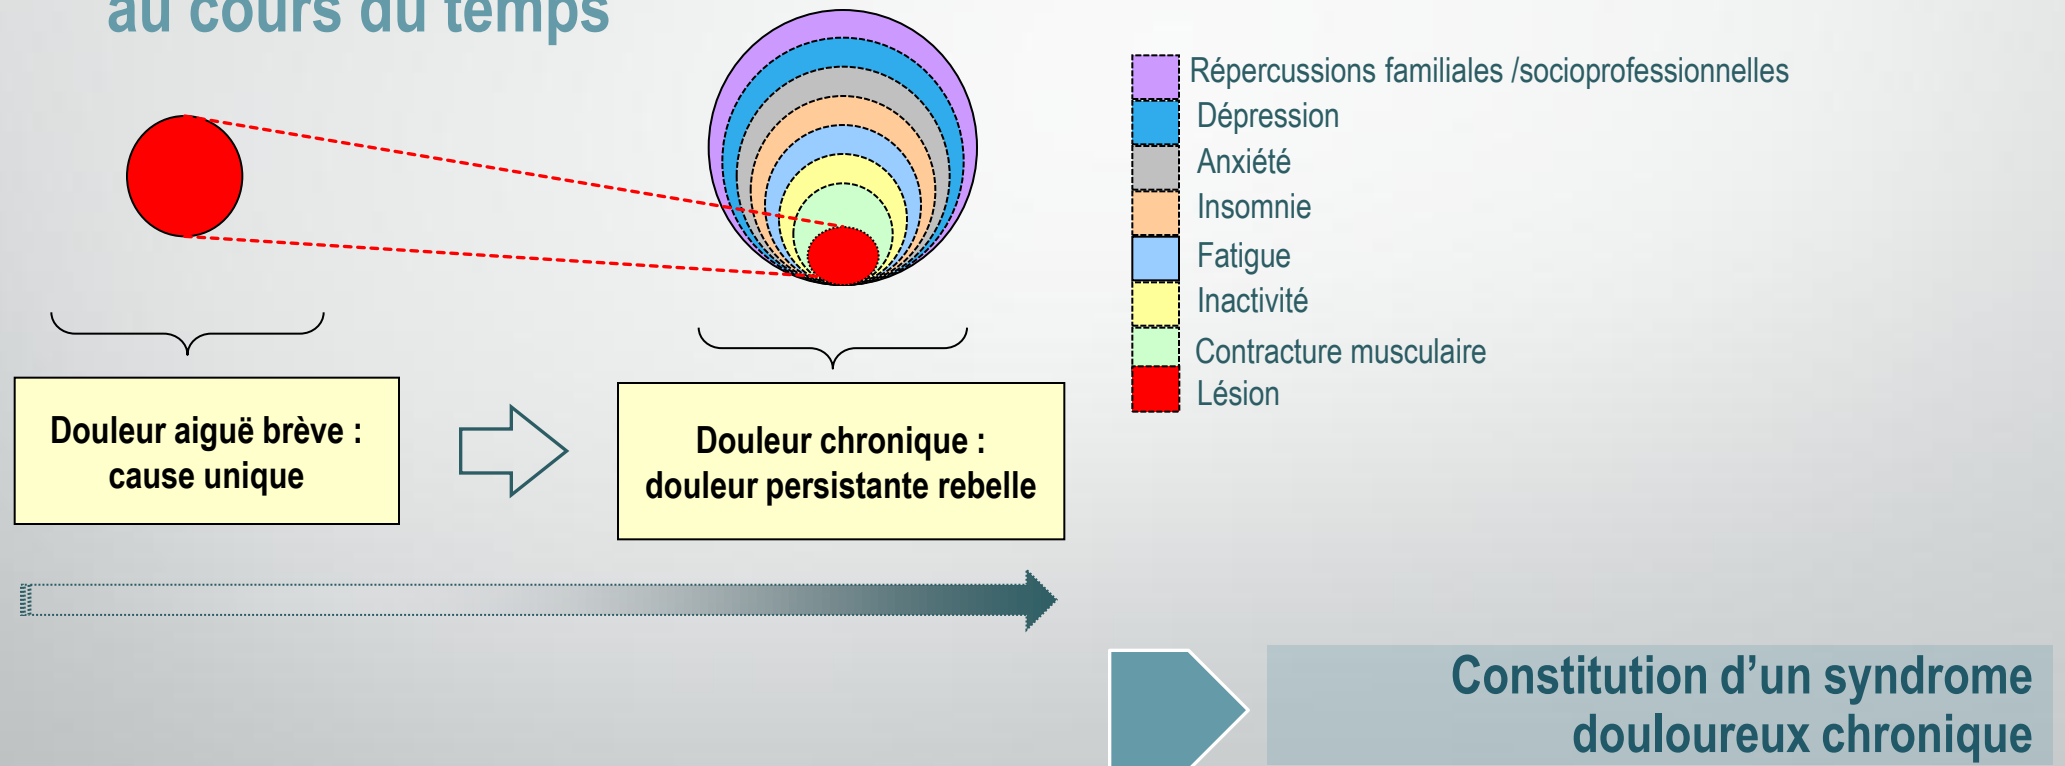 au cours du temps
Répercussions familiales /socioprofessionnelles
Dépression
Anxiété
Insomnie
Fatigue
Inactivité
Contracture musculaire
Lésion
Douleur aiguë brève :
cause unique
Douleur chronique :
douleur persistante rebelle
Constitution d’un syndrome
douloureux chronique